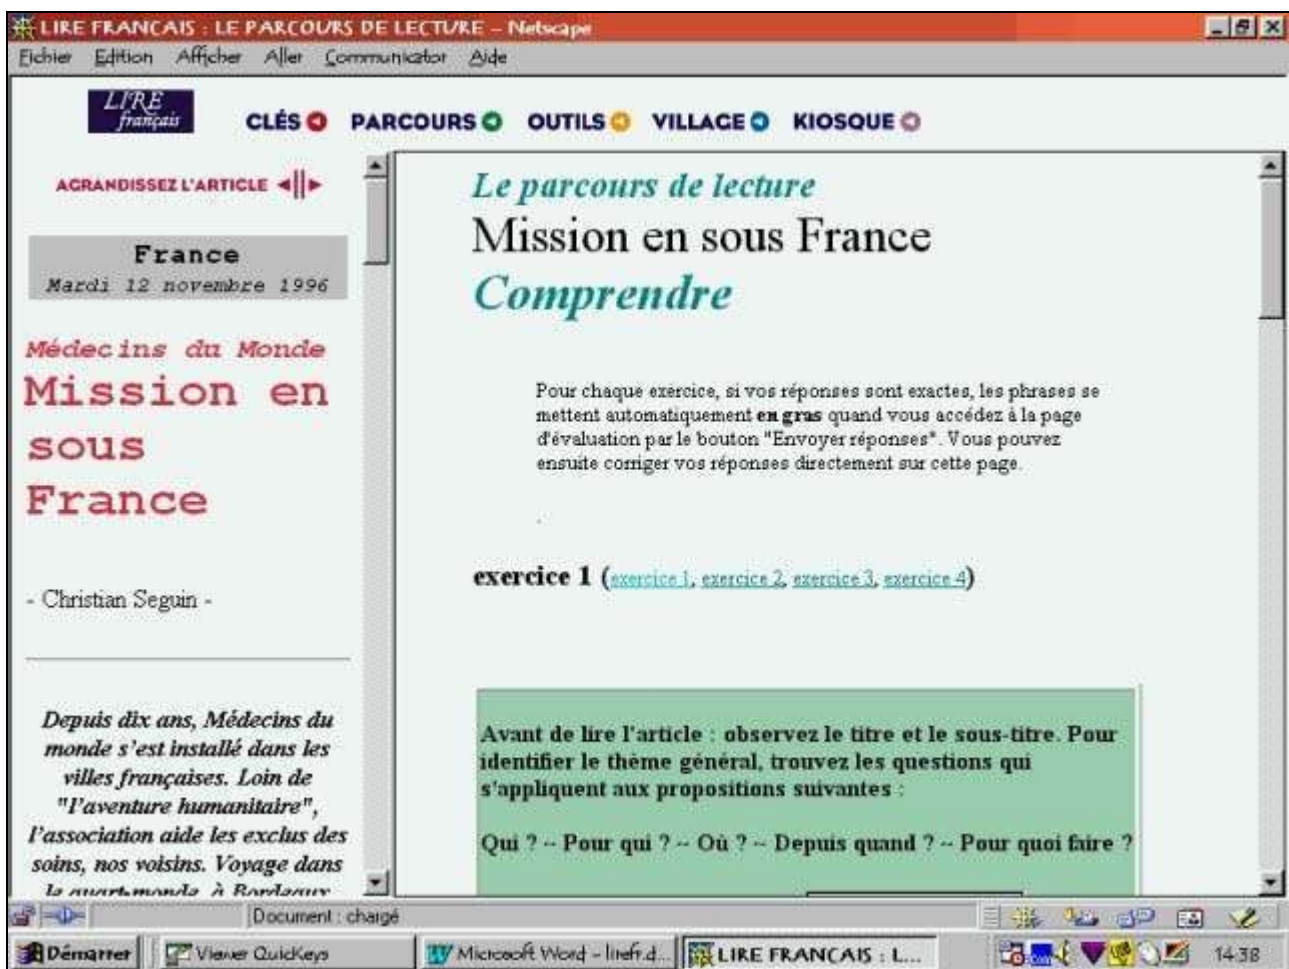 LIRE FRANCAIS : LE PARCOURS DE LECTURE – Netscape
Fichier Edition Afficher Aller Communicator Aide
LIRE
français
CLÉS PARCOURS OUTILS VILLAGE KIOSQUE
AGRANDISSEZ L'ARTICLE
France
Mardi 12 novembre 1996
Médecins du Monde
Mission en
sous
France
- Christian Seguin -
Depuis dix ans, Médecins du
monde s'est installé dans les
villes françaises. Loin de
"l'aventure humanitaire",
l'association aide les exclus des
soins, nos voisins. Voyage dans
le quart-monde, à Bordeaux
Le parcours de lecture
Mission en sous France
Comprendre
Pour chaque exercice, si vos réponses sont exactes, les phrases se
mettent automatiquement en gras quand vous accédez à la page
d'évaluation par le bouton "Envoyer réponses". Vous pouvez
ensuite corriger vos réponses directement sur cette page.
.
exercice 1 (exercice 1, exercice 2, exercice 3, exercice 4)
Avant de lire l'article : observez le titre et le sous-titre. Pour
identifier le thème général, trouvez les questions qui
s'appliquent aux propositions suivantes :
Qui ? -- Pour qui ? -- Où ? -- Depuis quand ? -- Pour quoi faire ?
Document : chargé
Démarrer Viewer QuicKeys Microsoft Word - lirefr.d... LIRE FRANCAIS : L... 14:38